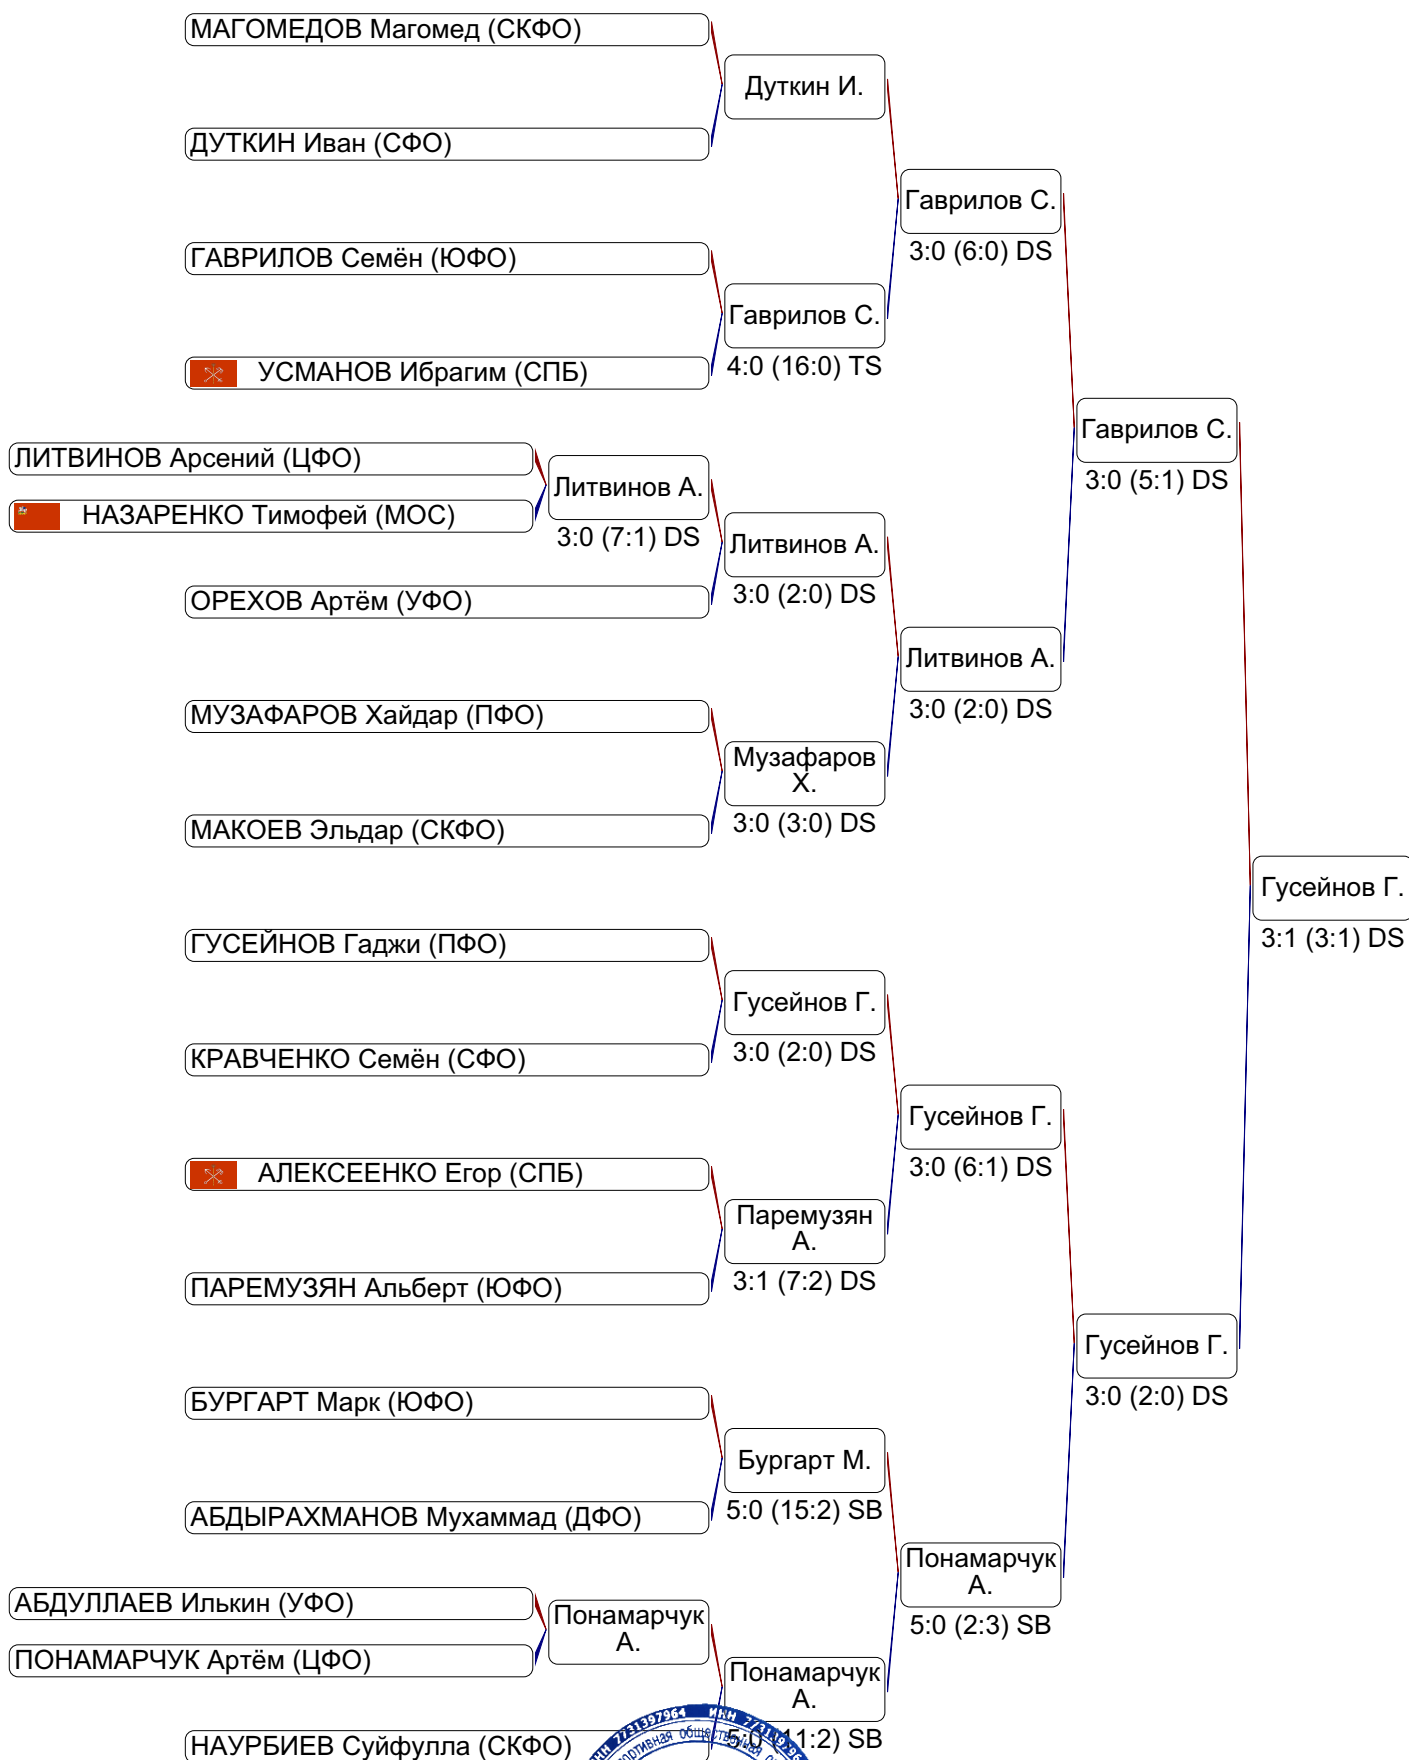 МАГОМЕДОВ Магомед (СКФО)
Дуткин И.
ДУТКИН Иван (СФО)
Гаврилов С.
3:0 (6:0) DS
ГАВРИЛОВ Семён (ЮФО)
Гаврилов С.
4:0 (16:0) TS
УСМАНОВ Ибрагим (СПБ)
Гаврилов С.
3:0 (5:1) DS
ЛИТВИНОВ Арсений (ЦФО)
Литвинов А.
3:0 (7:1) DS
НАЗАРЕНКО Тимофей (МОС)
Литвинов А.
3:0 (2:0) DS
ОРЕХОВ Артём (УФО)
Литвинов А.
3:0 (2:0) DS
МУЗАФАРОВ Хайдар (ПФО)
Музафаров
Х.
3:0 (3:0) DS
МАКОЕВ Эльдар (СКФО)
Гусейнов Г.
3:1 (3:1) DS
ГУСЕЙНОВ Гаджи (ПФО)
Гусейнов Г.
3:0 (2:0) DS
КРАВЧЕНКО Семён (СФО)
Гусейнов Г.
3:0 (6:1) DS
АЛЕКСЕЕНКО Егор (СПБ)
Паремузян
А.
3:1 (7:2) DS
ПАРЕМУЗЯН Альберт (ЮФО)
Гусейнов Г.
3:0 (2:0) DS
БУРГАРТ Марк (ЮФО)
Бургарт М.
5:0 (15:2) SB
АБДЫРАХМАНОВ Мухаммад (ДФО)
Понамарчук
А.
5:0 (2:3) SB
АБДУЛЛАЕВ Илькин (УФО)
Понамарчук
А.
ПОНАМАРЧУК Артём (ЦФО)
Понамарчук
А.
5:0 (11:2) SB
НАУРБИЕВ Суйфулла (СКФО)
7731397964 ИНН